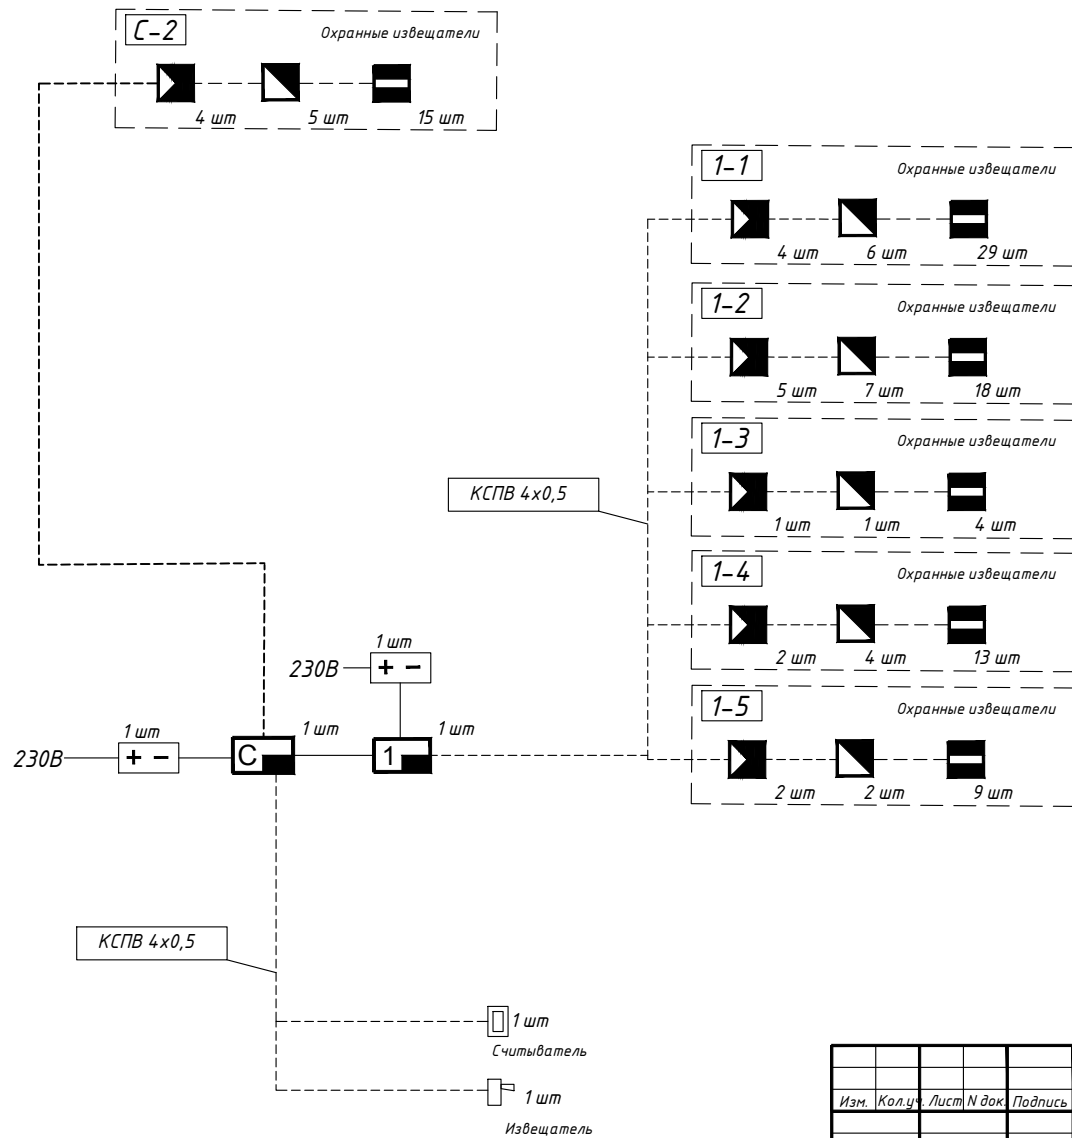 С-2
Охранные извещатели
4 шт 5 шт 15 шт
1-1
Охранные извещатели
4 шт 6 шт 29 шт
1-2
Охранные извещатели
5 шт 7 шт 18 шт
1-3
Охранные извещатели
1 шт 1 шт 4 шт
КСПВ 4х0,5
1-4
Охранные извещатели
2 шт 4 шт 13 шт
1-5
Охранные извещатели
2 шт 2 шт 9 шт
1 шт
230В + -
1 шт 1 шт 1 шт
230В + - С 1
КСПВ 4х0,5
1 шт
Считыватель
1 шт
Извещатель
Изм. Кол.уч. Лист N док. Подпись